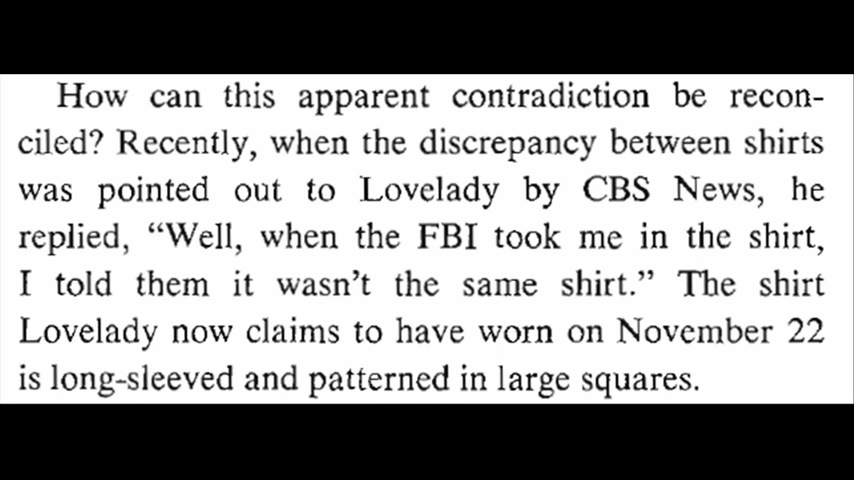 How can this apparent contradiction be recon-
ciled? Recently, when the discrepancy between shirts
was pointed out to Lovelady by CBS News, he
replied, “Well, when the FBI took me in the shirt,
I told them it wasn’t the same shirt.” The shirt
Lovelady now claims to have worn on November 22
is long-sleeved and patterned in large squares.